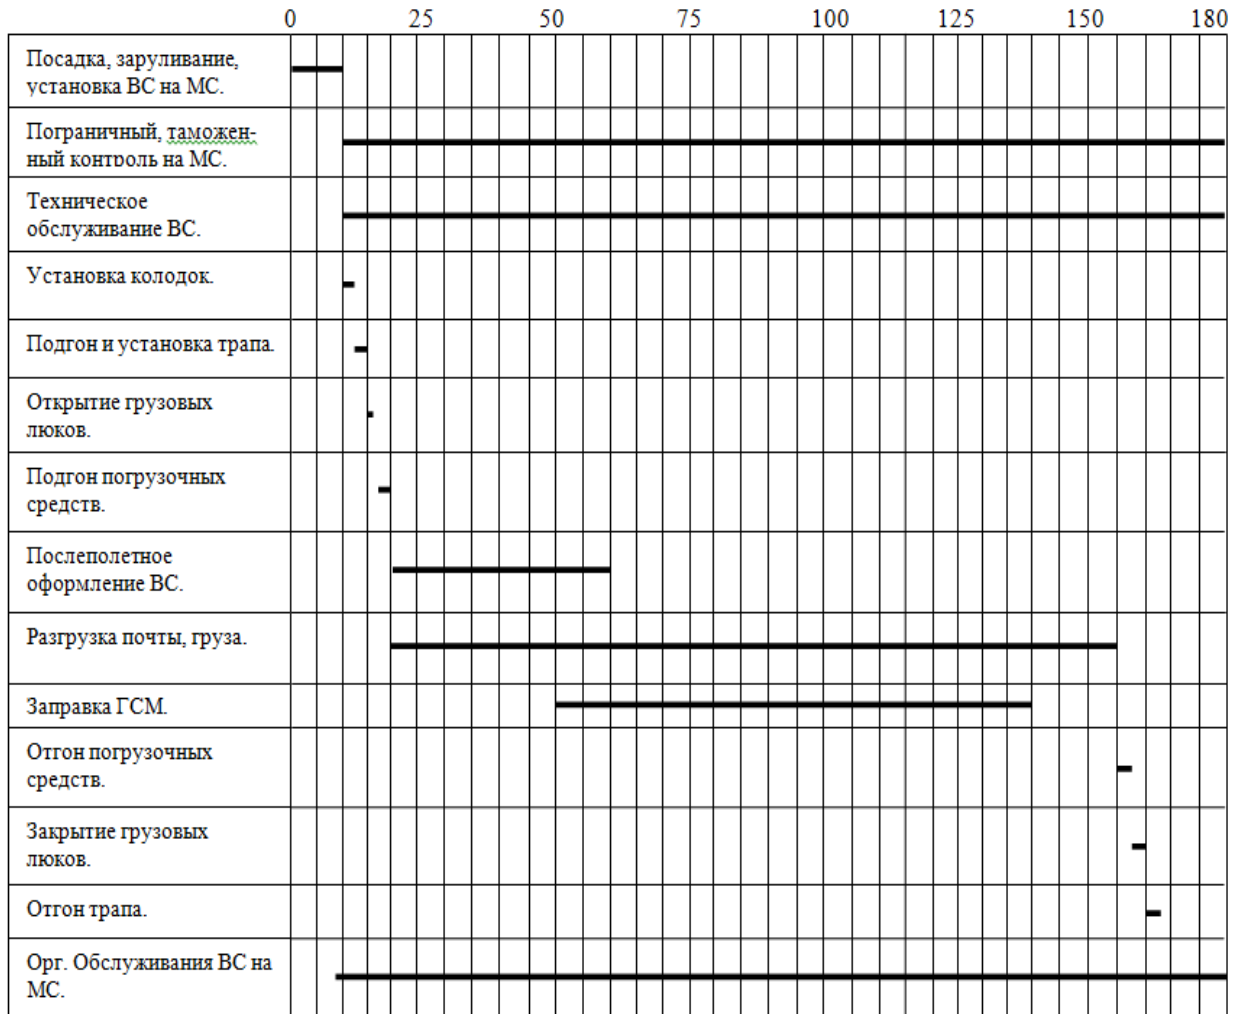 0 25 50 75 100 125 150 180
Посадка, заруливание,
установка ВС на МС.
Пограничный, таможен-
ный контроль на МС.
Техническое
обслуживание ВС.
Установка колодок.
Подгон и установка трапа.
Открытие грузовых
люков.
Подгон погрузочных
средств.
Послеполетное
оформление ВС.
Разгрузка почты, груза.
Заправка ГСМ.
Отгон погрузочных
средств.
Закрытие грузовых
люков.
Отгон трапа.
Орг. Обслуживания ВС на
МС.